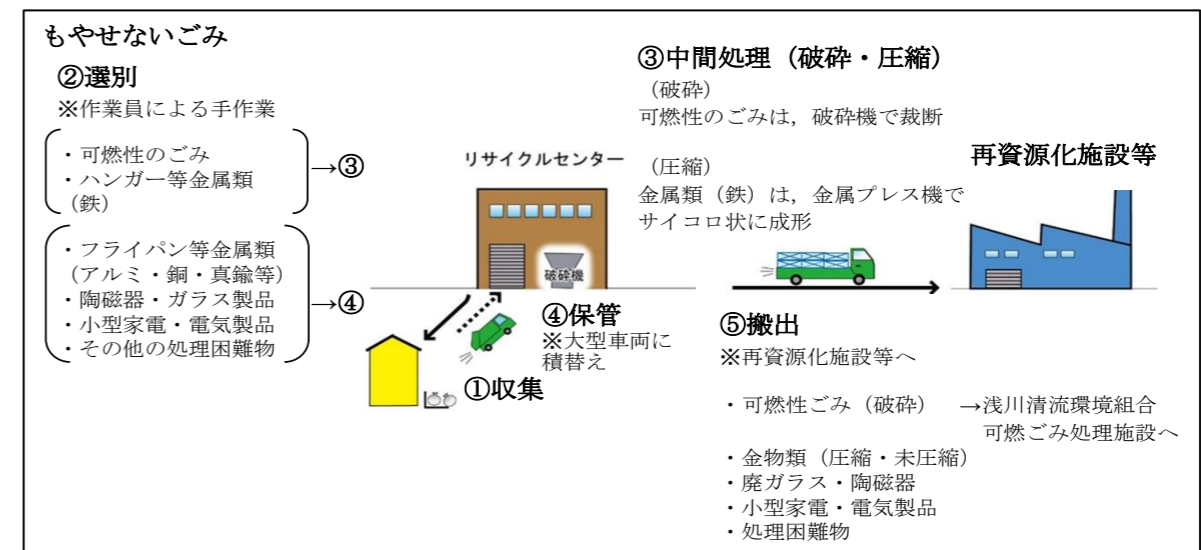 もやせないごみ
②選別
※作業員による手作業
・可燃性のごみ
・ハンガー等金属類
(鉄)
→③
・フライパン等金属類
(アルミ・銅・真鍮等)
・陶磁器・ガラス製品
・小型家電・電気製品
・その他の処理困難物
→④
リサイクルセンター
破砕機
①収集
④保管
※大型車両に
積替え
③中間処理(破砕・圧縮)
(破砕)
可燃性のごみは,破砕機で裁断
(圧縮)
金属類(鉄)は,金属プレス機で
サイコロ状に成形
再資源化施設等
⑤搬出
※再資源化施設等へ
・可燃性ごみ(破砕) →浅川清流環境組合
可燃ごみ処理施設へ
・金物類(圧縮・未圧縮)
・廃ガラス・陶磁器
・小型家電・電気製品
・処理困難物